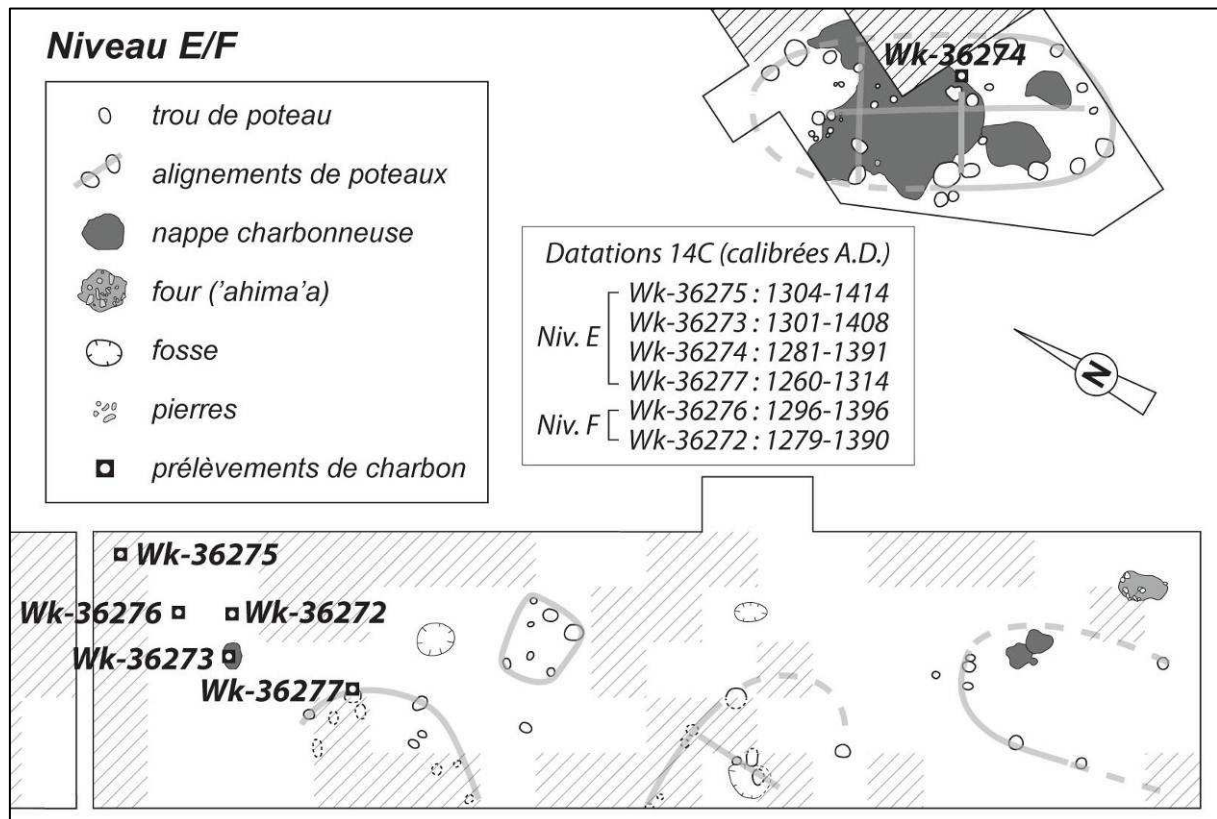 Niveau E/F
trou de poteau
alignements de poteaux
nappe charbonneuse
four ('ahima'a)
fosse
pierres
prélèvements de charbon
Wk-36274
Datations 14C (calibrées A.D.)
Niv. E
Wk-36275 : 1304-1414
Wk-36273 : 1301-1408
Wk-36274 : 1281-1391
Wk-36277 : 1260-1314
Niv. F
Wk-36276 : 1296-1396
Wk-36272 : 1279-1390
N
Wk-36275
Wk-36276
Wk-36272
Wk-36273
Wk-36277